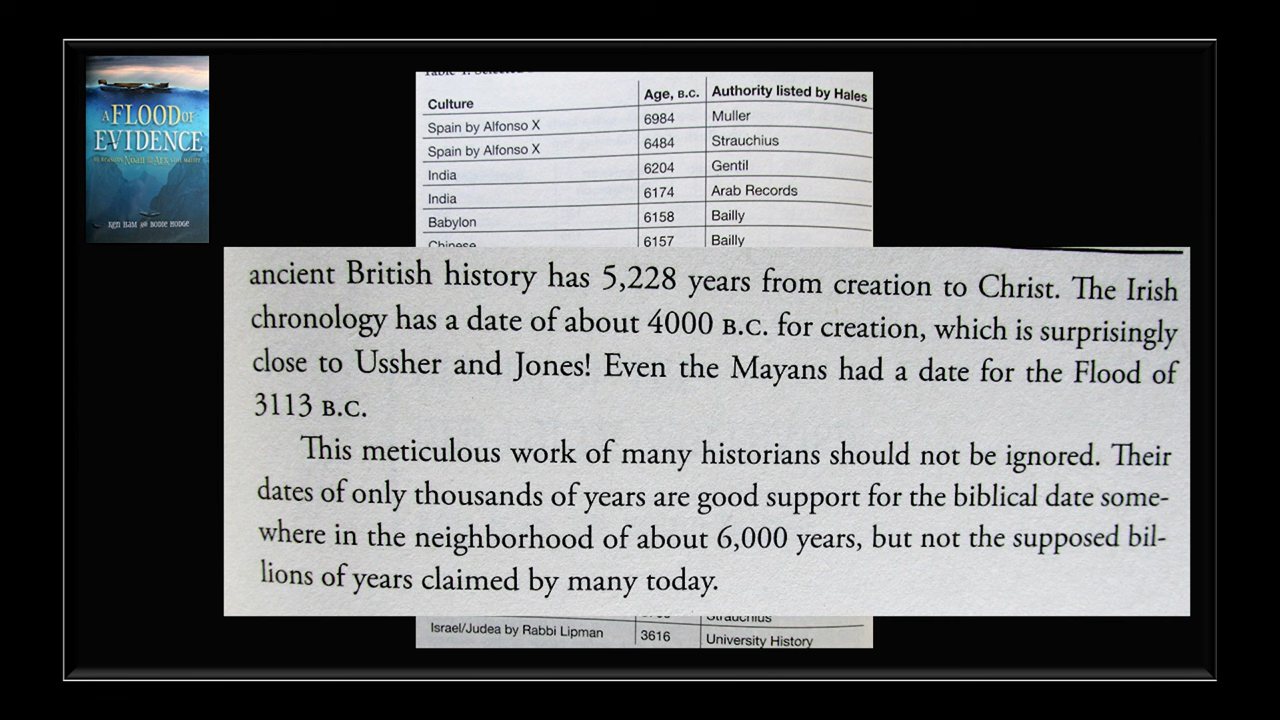 A FLOOD OF
EVIDENCE
KEN HAM AND BODIE HODGE
Culture Age, B.C. Authority listed by Hales
Spain by Alfonso X 6984 Muller
Spain by Alfonso X 6484 Strauchius
India 6204 Gentil
India 6174 Arab Records
Babylon 6158 Bailly
Chinese 6157 Bailly
ancient British history has 5,228 years from creation to Christ. The Irish
chronology has a date of about 4000 B.C. for creation, which is surprisingly
close to Ussher and Jones! Even the Mayans had a date for the Flood of
3113 B.C.
This meticulous work of many historians should not be ignored. Their
dates of only thousands of years are good support for the biblical date some-
where in the neighborhood of about 6,000 years, but not the supposed bil-
lions of years claimed by many today.
Strauchius
Israel/Judea by Rabbi Lipman 3616 University History